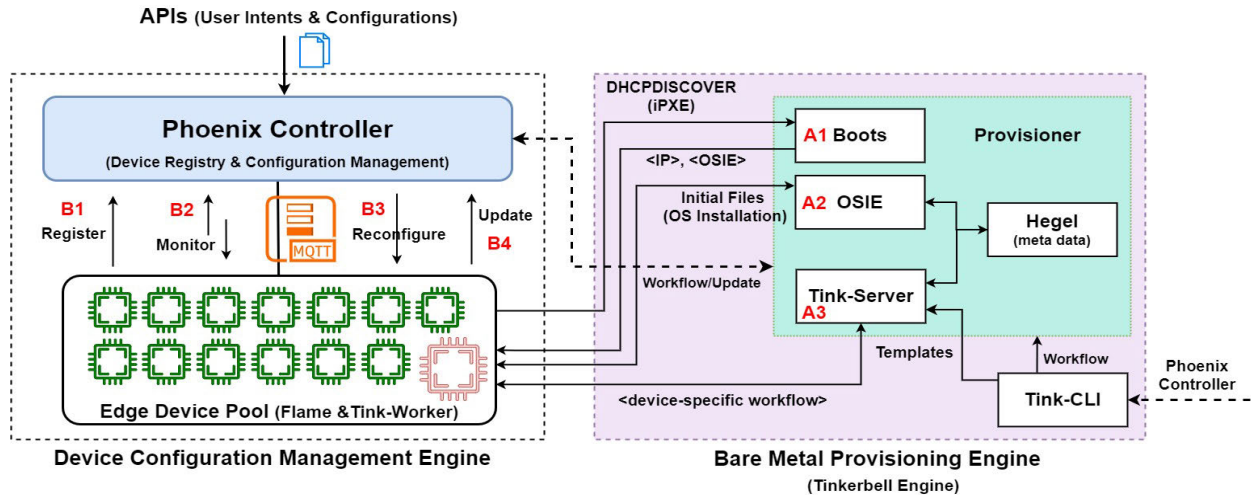 APIs (User Intents & Configurations)
Phoenix Controller
(Device Registry & Configuration Management)
B1
Register
B2
Monitor
MQTT
B3
Reconfigure
Update
B4
Edge Device Pool (Flame &Tink-Worker)
Device Configuration Management Engine
DHCPDISCOVER
(iPXE)
<IP>, <OSIE>
Initial Files
(OS Installation)
Workflow/Update
<device-specific workflow>
A1 Boots
Provisioner
A2 OSIE
Hegel
(meta data)
Tink-Server
A3
Templates
Workflow
Tink-CLI
Phoenix
Controller
Bare Metal Provisioning Engine
(Tinkerbell Engine)